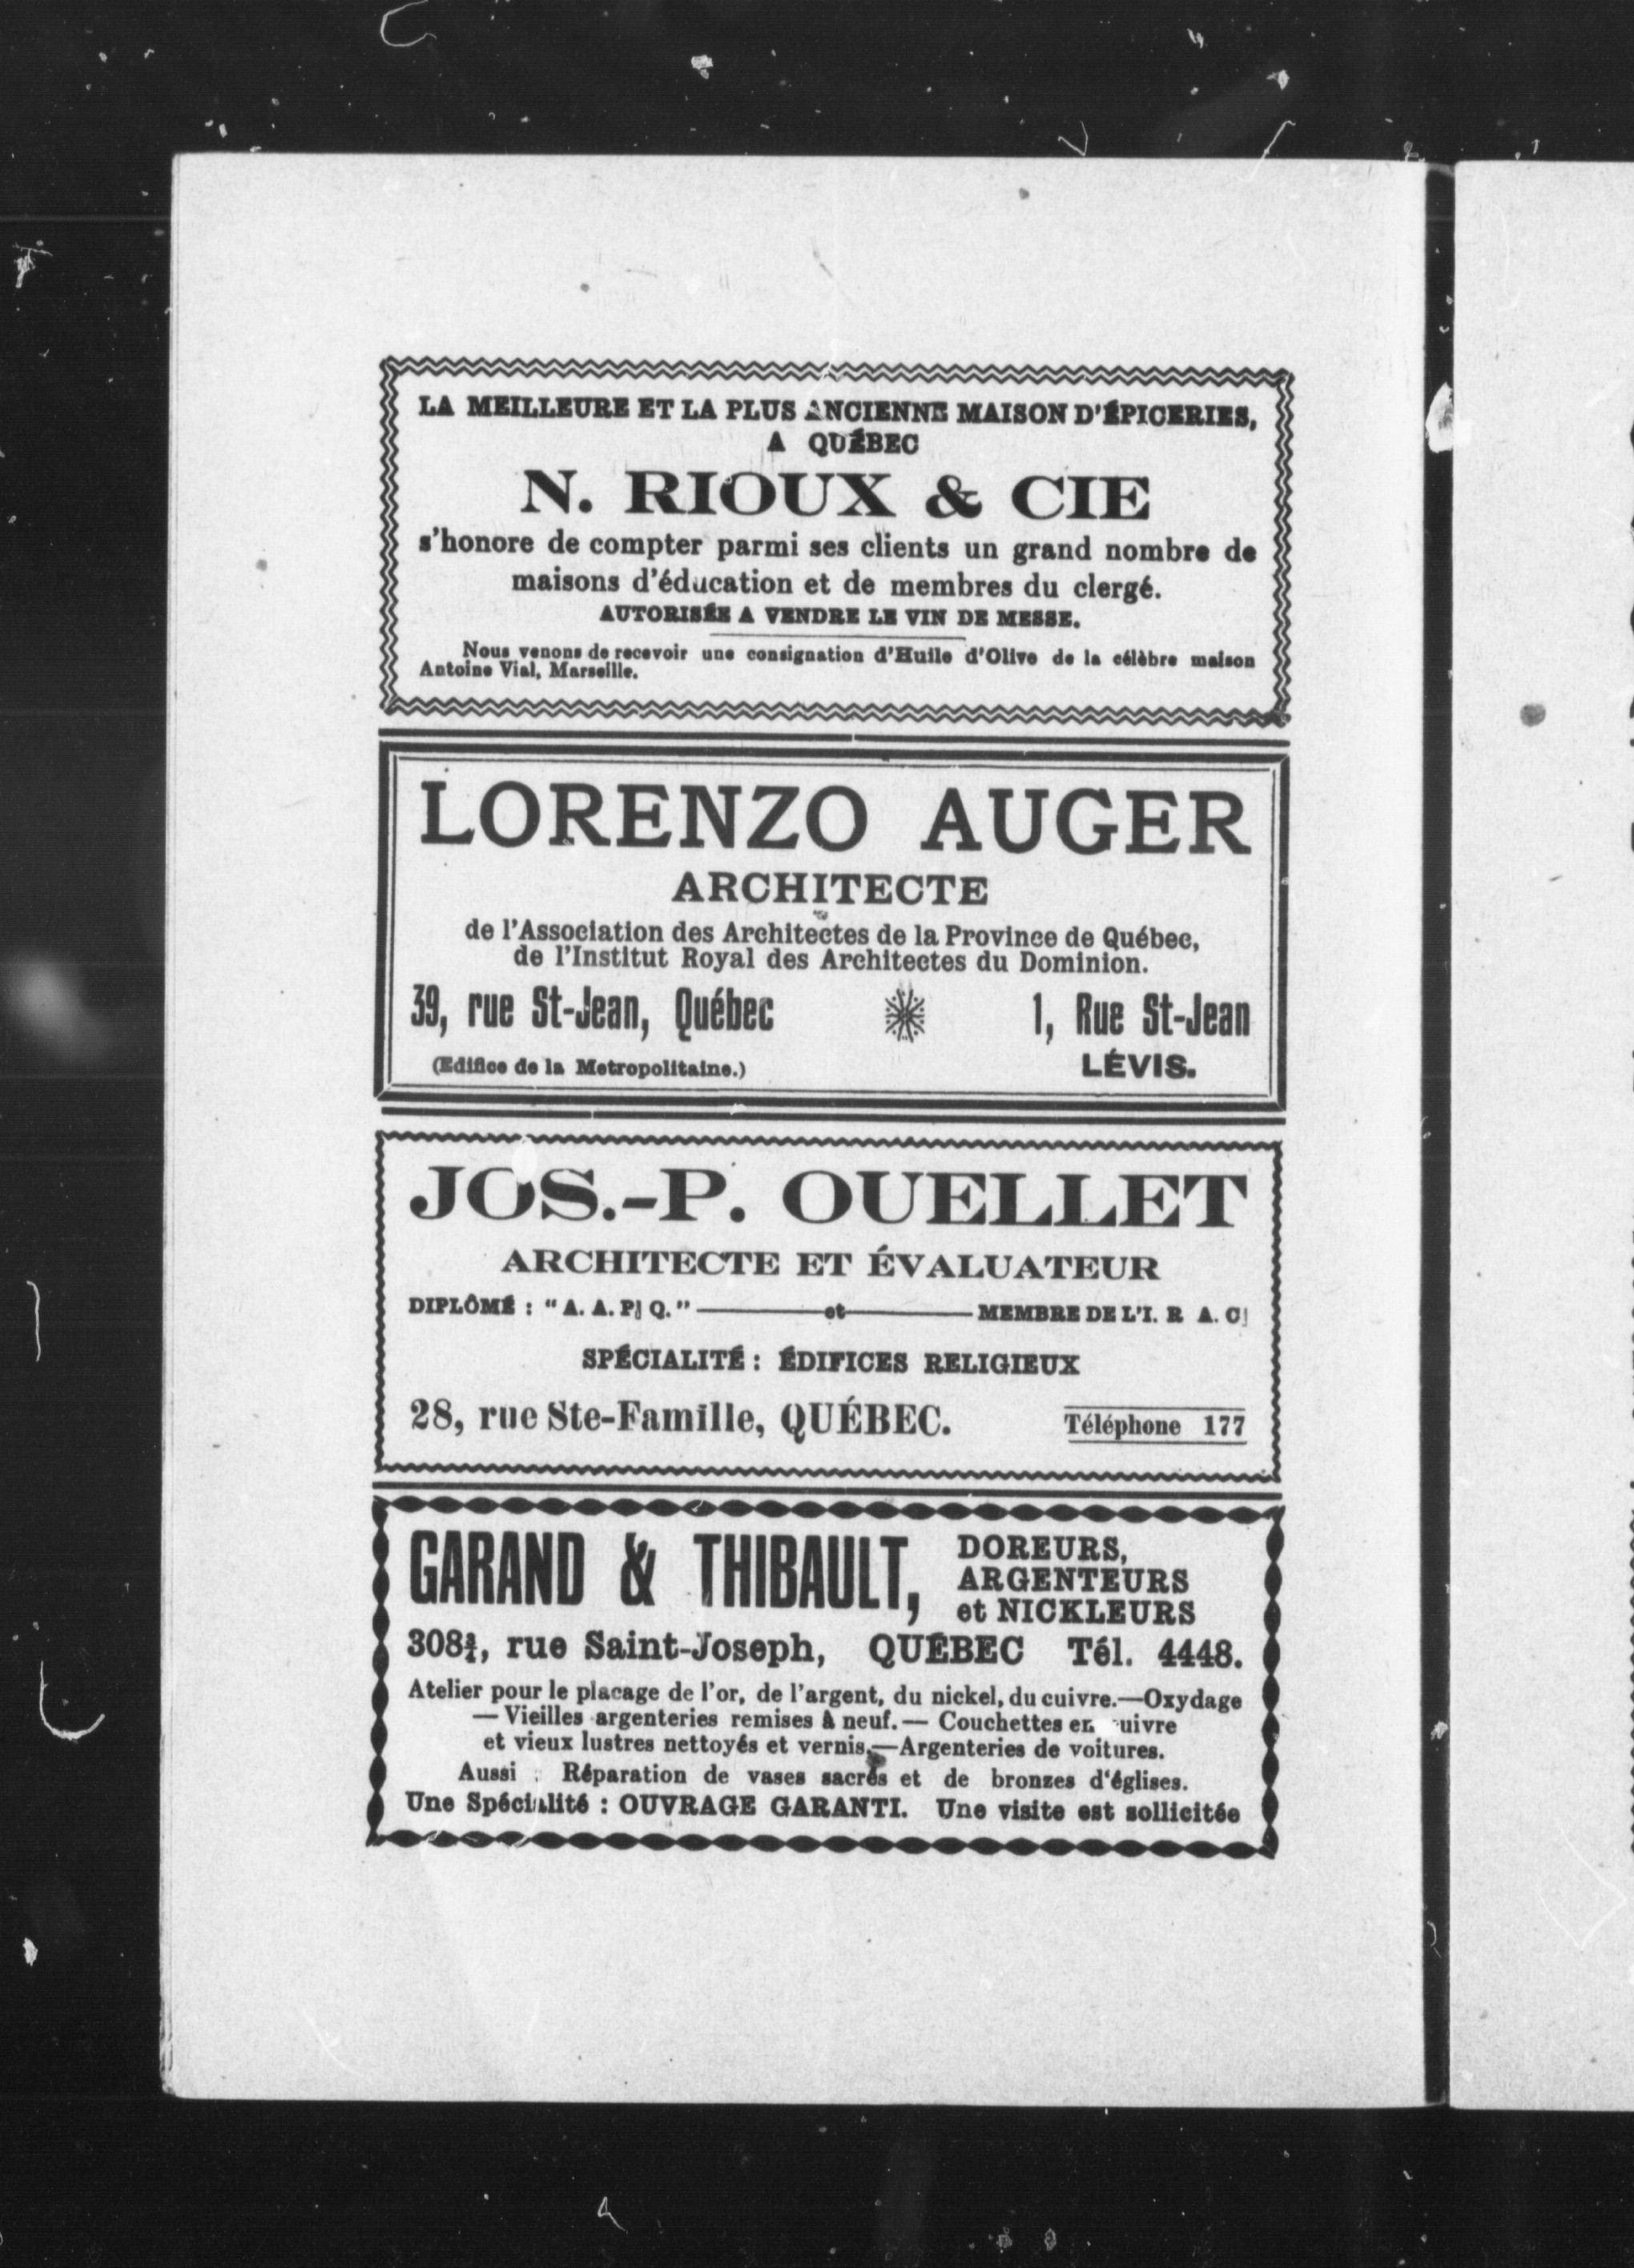 LA MEILLEURE ET LA PLUS ANCIENNE MAISON D'ÉPICERIES,
A QUÉBEC
N. RIOUX & CIE
s'honore de compter parmi ses clients un grand nombre de
maisons d'éducation et de membres du clergé.
AUTORISÉE A VENDRE LE VIN DE MESSE.
Nous venons de recevoir une consignation d'Huile d'Olive de la célèbre maison
Antoine Vial, Marseille.
LORENZO AUGER
ARCHITECTE
de l'Association des Architectes de la Province de Québec,
de l'Institut Royal des Architectes du Dominion.
39, rue St-Jean, Québec 1, Rue St-Jean
(Edifice de la Metropolitaine.) LÉVIS.
JOS.-P. OUELLET
ARCHITECTE ET ÉVALUATEUR
DIPLÔMÉ : "A. A. P. Q." — et — MEMBRE DE L'I. R A. C.
SPÉCIALITÉ : ÉDIFICES RELIGIEUX
28, rue Ste-Famille, QUÉBEC. Téléphone 177
GARAND & THIBAULT, DOREURS,
ARGENTEURS
et NICKLEURS
308¾, rue Saint-Joseph, QUÉBEC Tél. 4448.
Atelier pour le placage de l'or, de l'argent, du nickel, du cuivre.—Oxydage
— Vieilles argenteries remises à neuf. — Couchettes en cuivre
et vieux lustres nettoyés et vernis.—Argenteries de voitures.
Aussi : Réparation de vases sacrés et de bronzes d'églises.
Une Spécialité : OUVRAGE GARANTI. Une visite est sollicitée